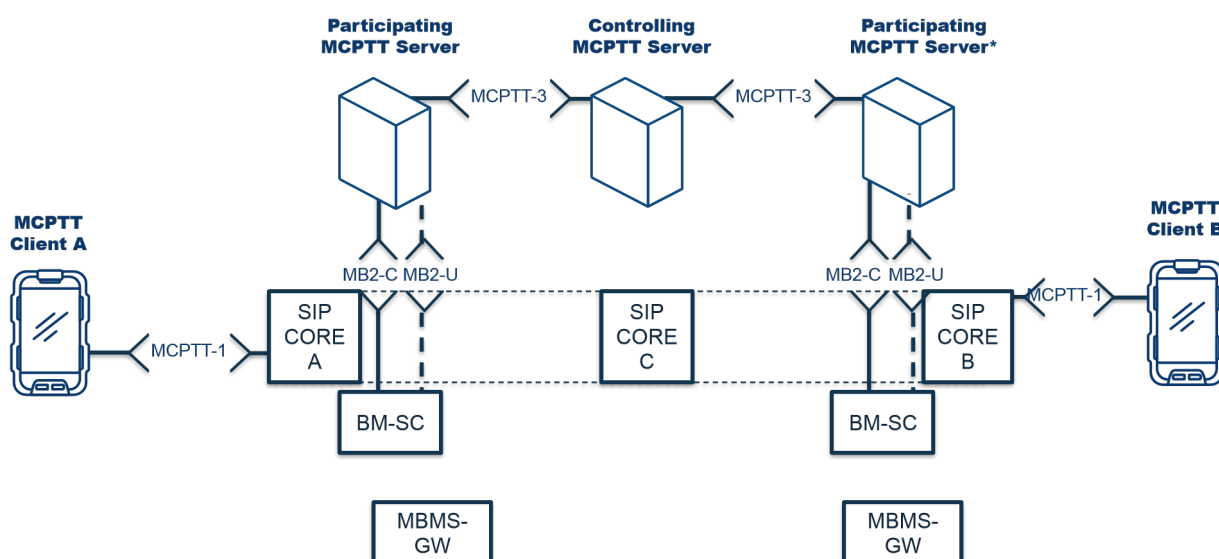 Participating
MCPTT Server
Controlling
MCPTT Server
Participating
MCPTT Server*
MCPTT-3
MCPTT-3
MCPTT
Client A
MCPTT
Client B
MB2-C
MB2-U
MB2-C
MB2-U
MCPTT-1
MCPTT-1
SIP
CORE
A
SIP
CORE
C
SIP
CORE
B
BM-SC
BM-SC
MBMS-
GW
MBMS-
GW